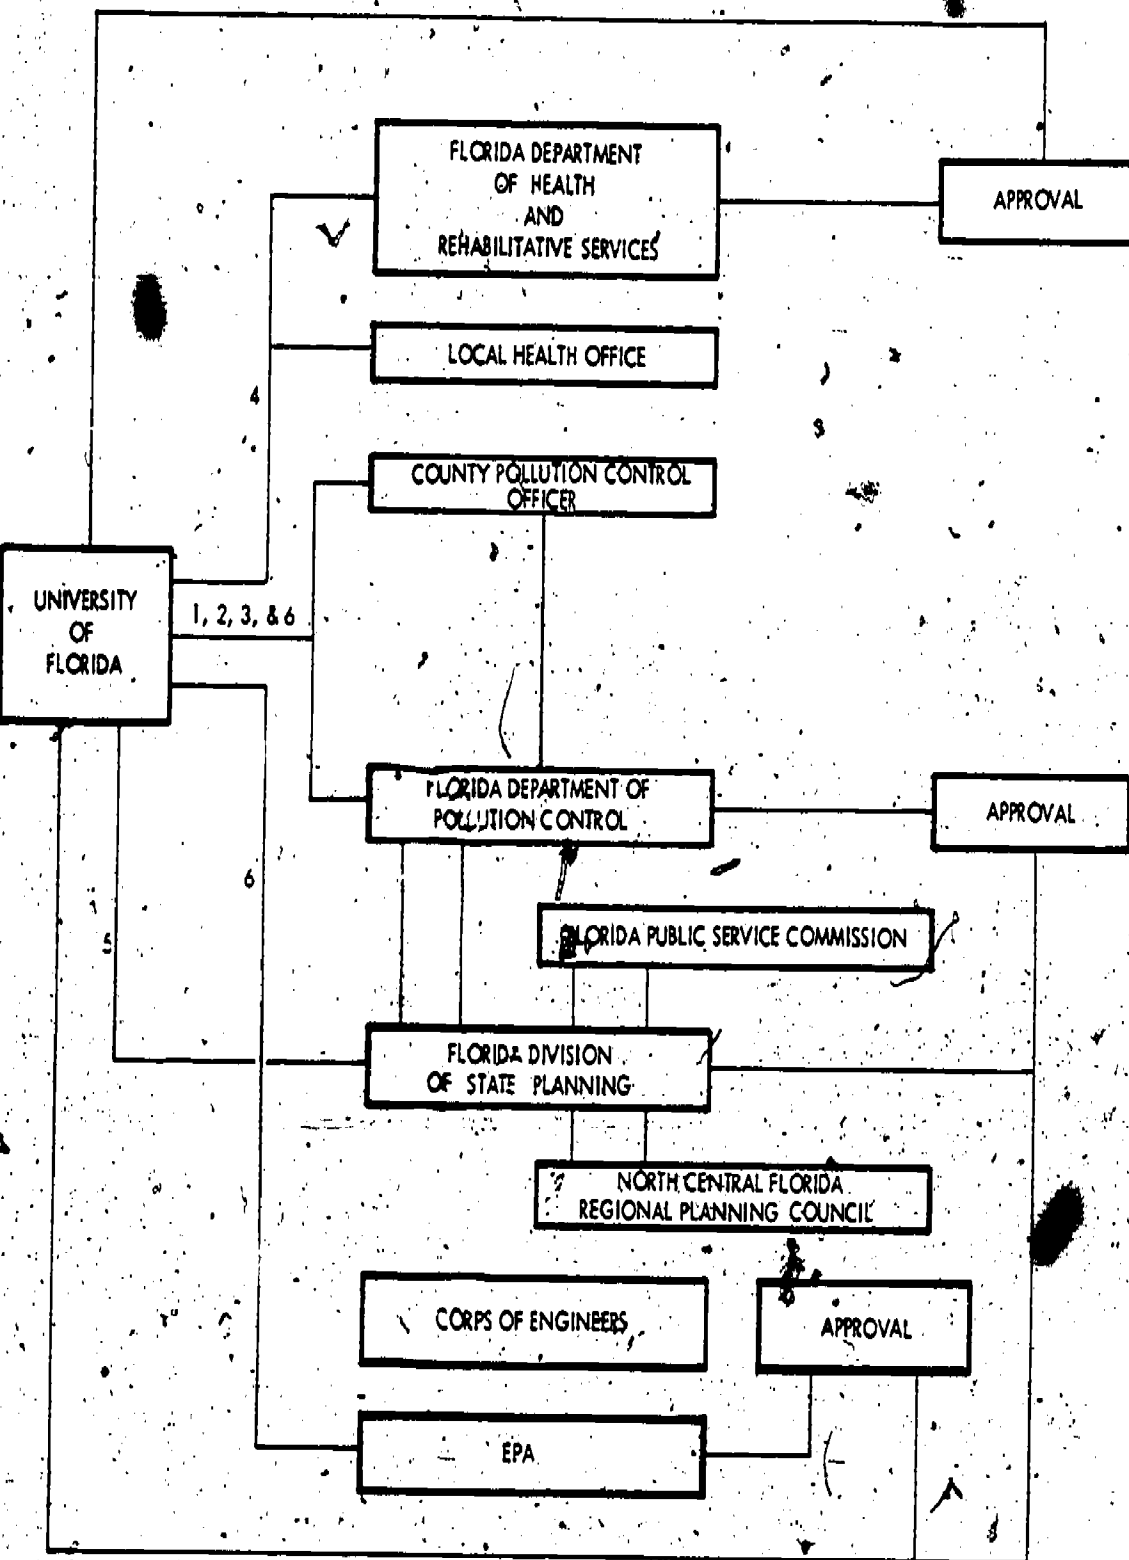 FLORIDA DEPARTMENT
OF HEALTH
AND
REHABILITATIVE SERVICES
APPROVAL
LOCAL HEALTH OFFICE
4
COUNTY POLLUTION CONTROL
OFFICER
UNIVERSITY
OF
FLORIDA
1, 2, 3, & 6
FLORIDA DEPARTMENT OF
POLLUTION CONTROL
APPROVAL
6
5
FLORIDA PUBLIC SERVICE COMMISSION
FLORIDA DIVISION
OF STATE PLANNING
NORTH CENTRAL FLORIDA
REGIONAL PLANNING COUNCIL
CORPS OF ENGINEERS
APPROVAL
EPA